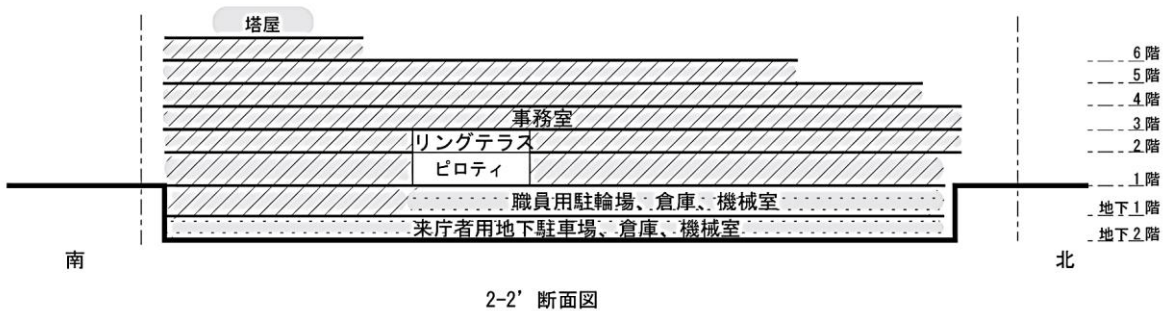 塔屋
6階
5階
4階
事務室
3階
リングテラス
2階
ピロティ
1階
職員用駐輪場、倉庫、機械室
地下1階
来庁者用地下駐車場、倉庫、機械室
地下2階
南
北
2-2’断面図